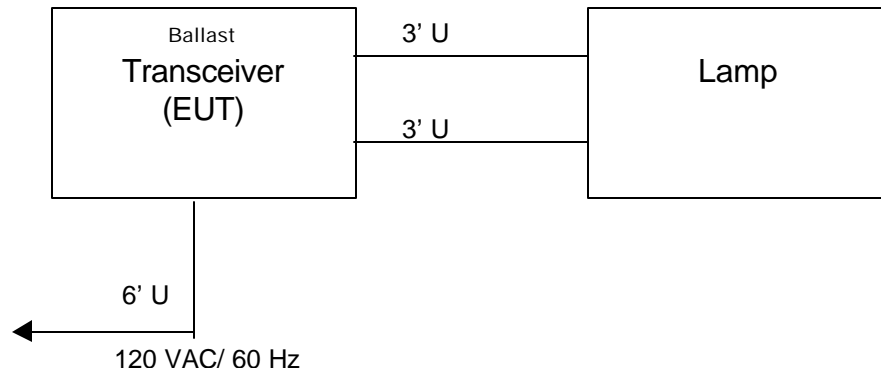 Ballast
Transceiver
(EUT)
3’ U
3’ U
Lamp
6’ U
120 VAC/ 60 Hz